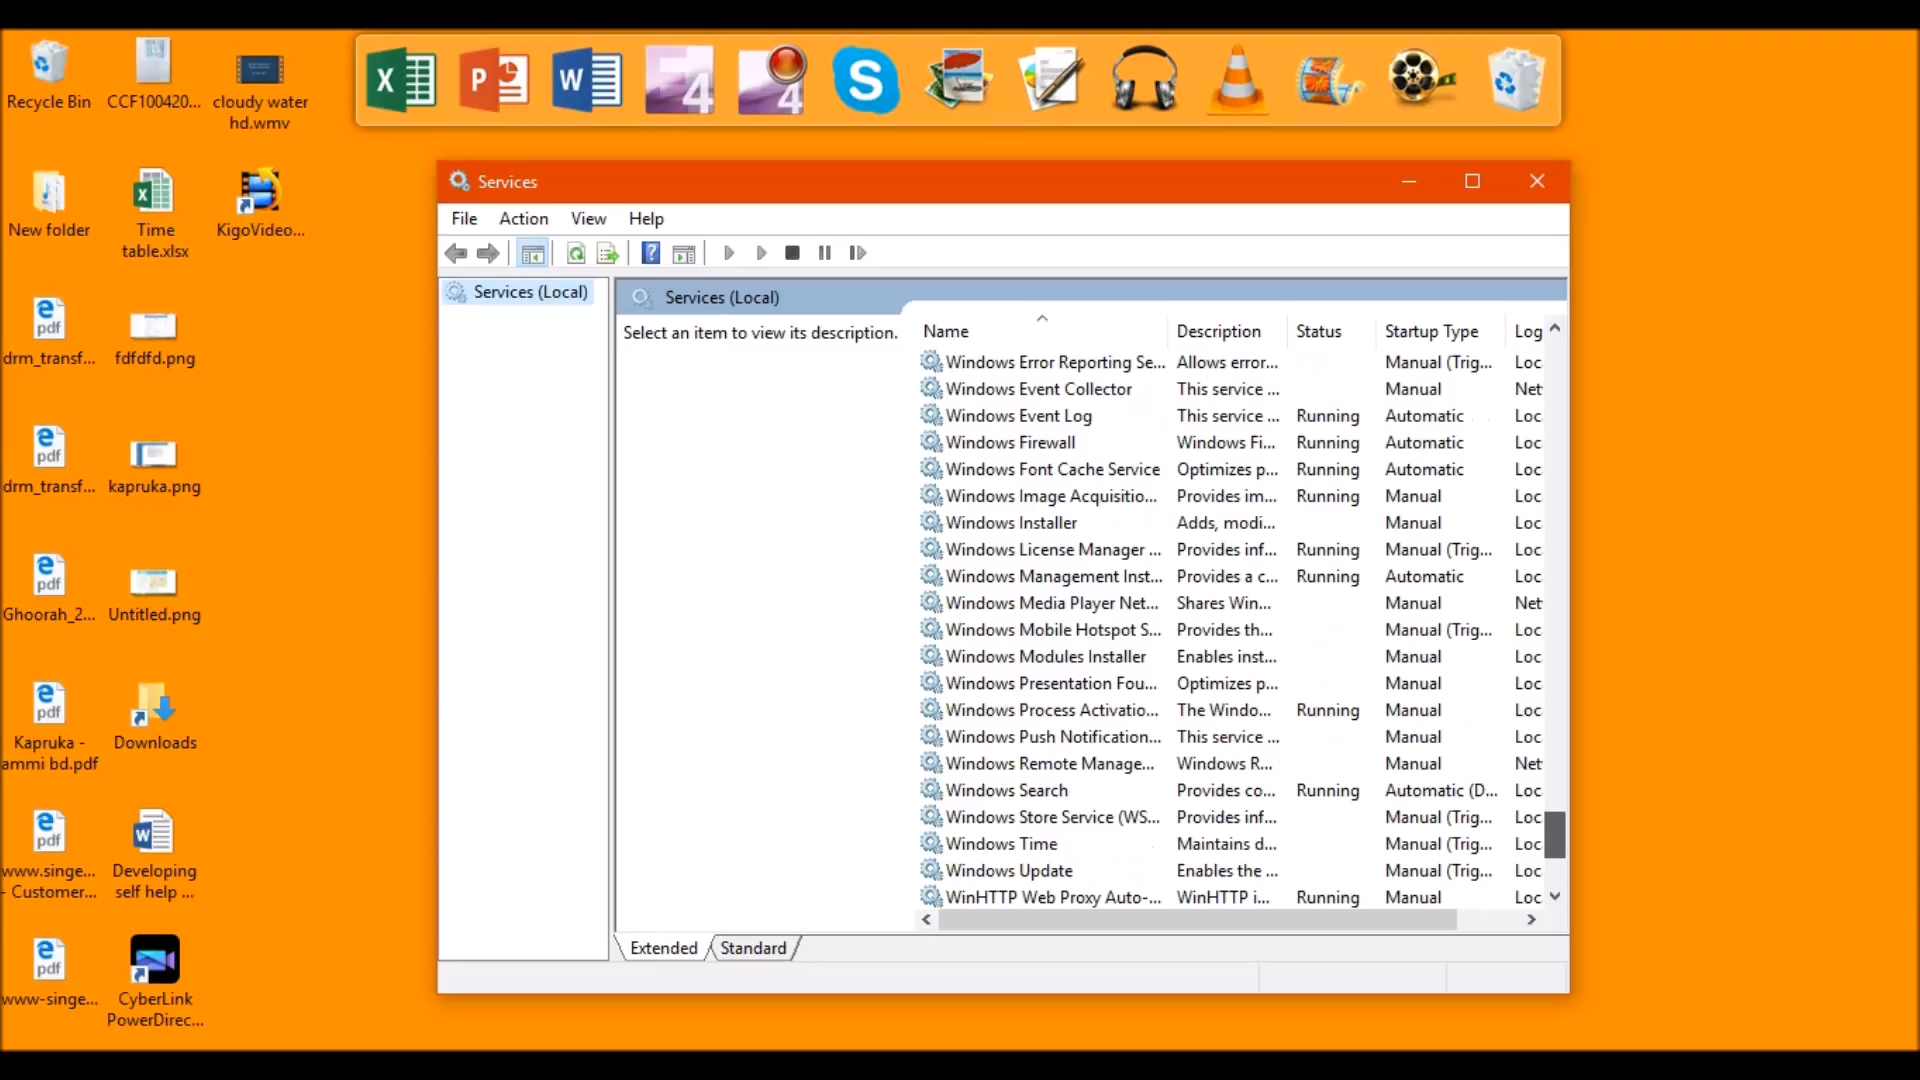 Recycle Bin
CCF100420...
cloudy water
hd.wmv
New folder
Time
table.xlsx
KigoVideo...
pdf
drm_transf...
fdfdfd.png
pdf
drm_transf...
kapruka.png
pdf
Ghoorah_2...
Untitled.png
pdf
Kapruka -
ammi bd.pdf
Downloads
pdf
www.singe...
- Customer...
Developing
self help ...
pdf
www-singe...
CyberLink
PowerDirec...
X
P
W
4
4
S
Services
File Action View Help
Services (Local)
Services (Local)
Select an item to view its description.
Name Description Status Startup Type Log
Windows Error Reporting Se... Allows error... Manual (Trig... Loc
Windows Event Collector This service ... Manual Net
Windows Event Log This service ... Running Automatic Loc
Windows Firewall Windows Fi... Running Automatic Loc
Windows Font Cache Service Optimizes p... Running Automatic Loc
Windows Image Acquisitio... Provides im... Running Manual Loc
Windows Installer Adds, modi... Manual Loc
Windows License Manager ... Provides inf... Running Manual (Trig... Loc
Windows Management Inst... Provides a c... Running Automatic Loc
Windows Media Player Net... Shares Win... Manual Net
Windows Mobile Hotspot S... Provides th... Manual (Trig... Loc
Windows Modules Installer Enables inst... Manual Loc
Windows Presentation Fou... Optimizes p... Manual Loc
Windows Process Activatio... The Windo... Running Manual Loc
Windows Push Notification... This service ... Manual Loc
Windows Remote Manage... Windows R... Manual Net
Windows Search Provides co... Running Automatic (D... Loc
Windows Store Service (WS... Provides inf... Manual (Trig... Loc
Windows Time Maintains d... Manual (Trig... Loc
Windows Update Enables the ... Manual (Trig... Loc
WinHTTP Web Proxy Auto-... WinHTTP i... Running Manual Loc
Extended Standard